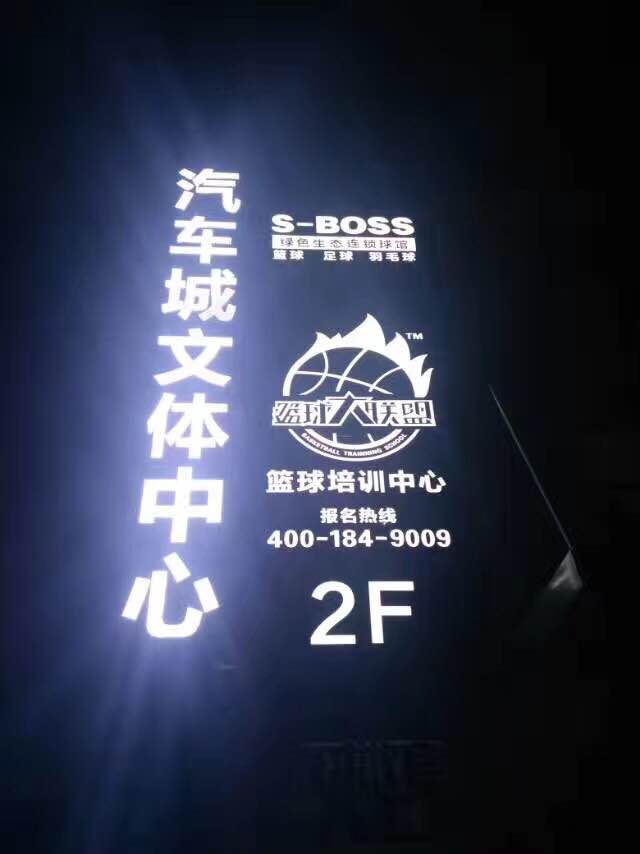 汽车城文体中心
S-BOSS
绿色生态连锁球馆
篮球 足球 羽毛球
TM
篮球大联盟
BASKETBALL TRAINNING SCHOOL
篮球培训中心
报名热线
400-184-9009
2F